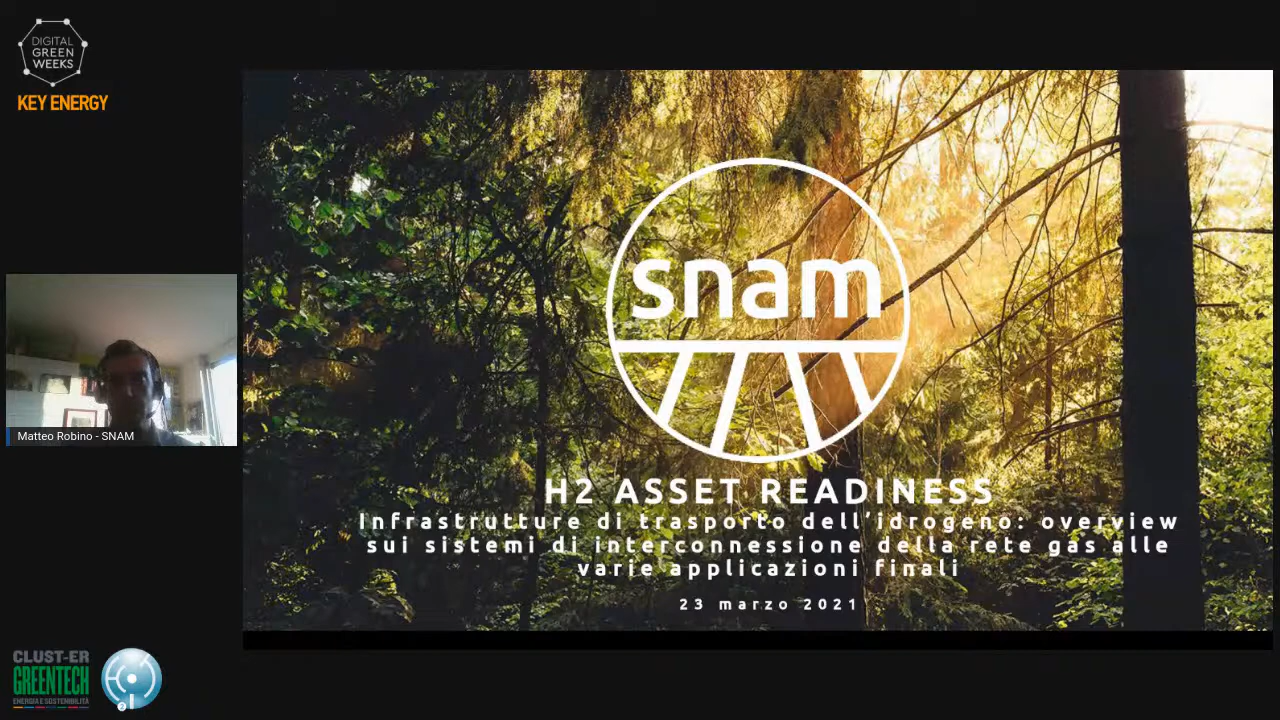 DIGITAL
GREEN
WEEKS
KEY ENERGY
snam
Matteo Robino - SNAM
H2 ASSET READINESS
Infrastrutture di trasporto dell'idrogeno: overview
sui sistemi di interconnessione della rete gas alle
varie applicazioni finali
23 marzo 2021
CLUST-ER
GREENTECH
ENERGIA E SOSTENIBILITÀ
2